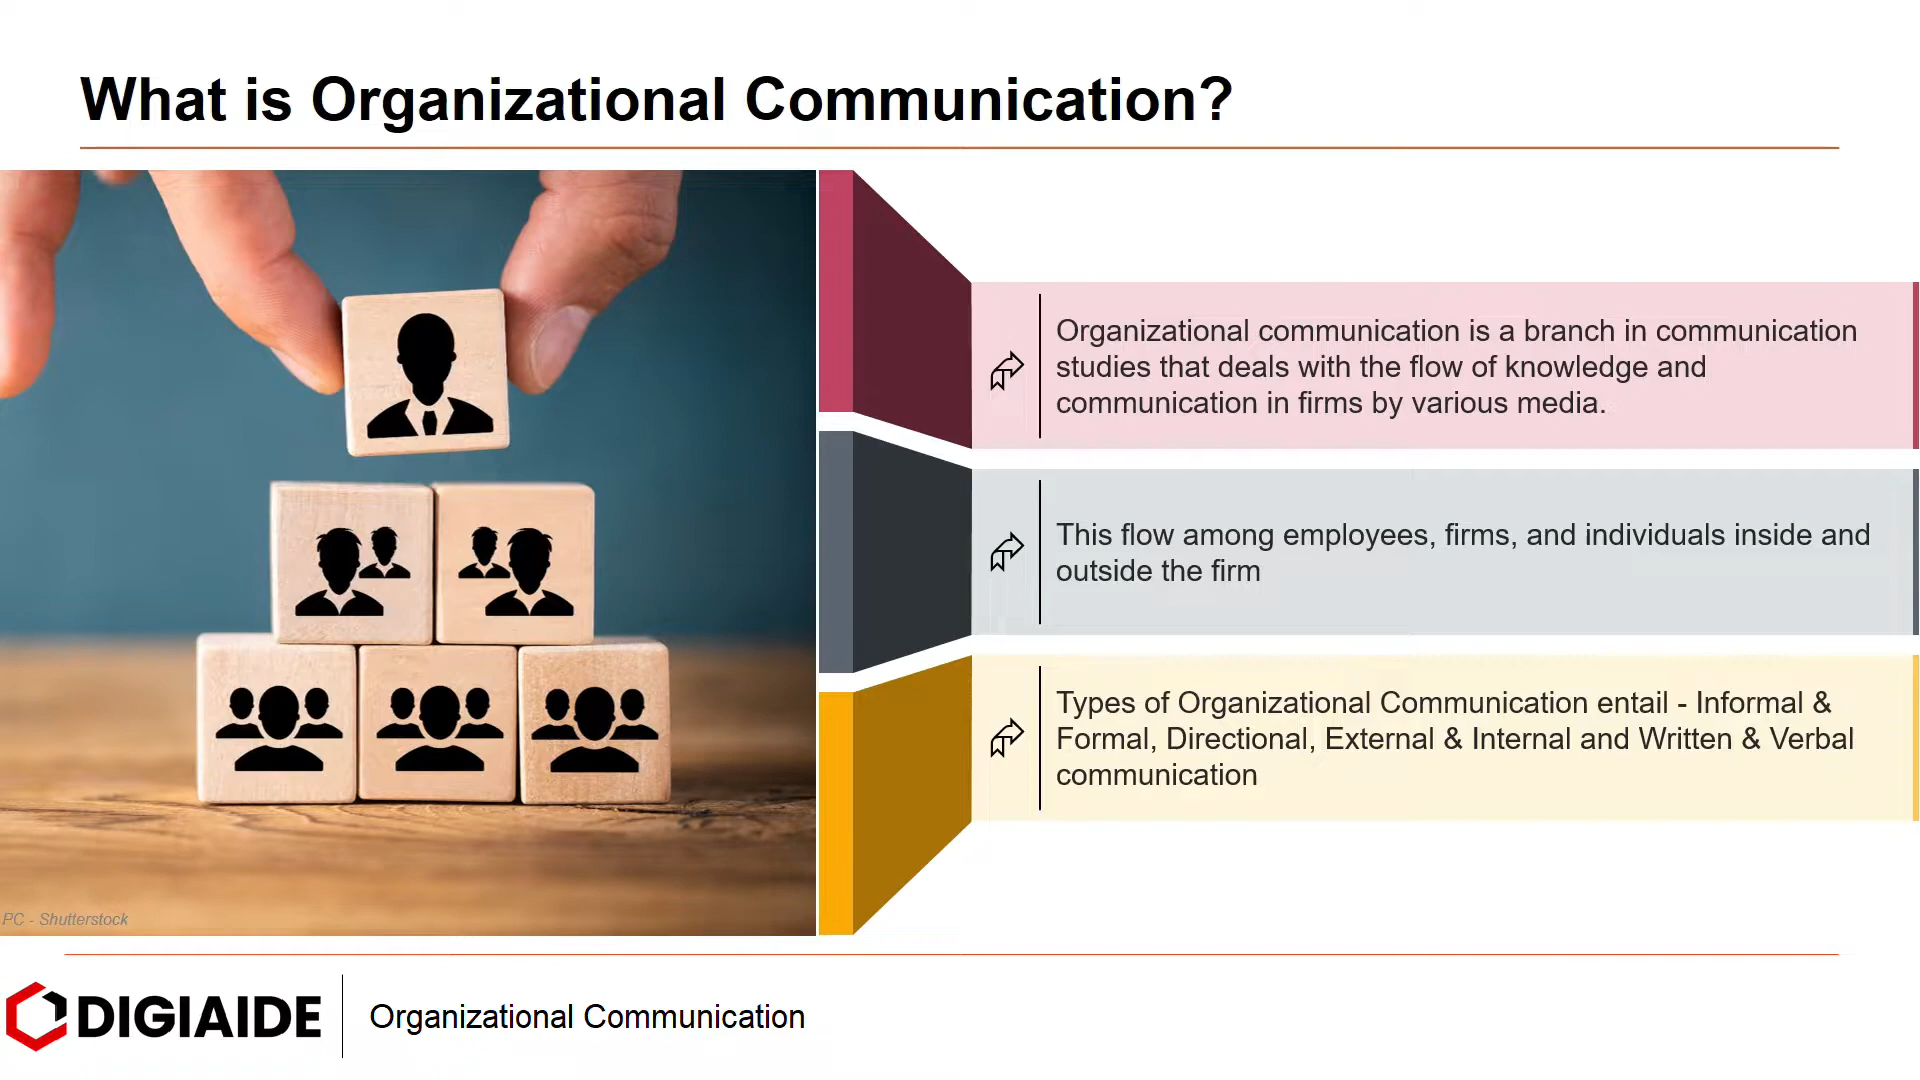 What is Organizational Communication?
Organizational communication is a branch in communication
studies that deals with the flow of knowledge and
communication in firms by various media.
This flow among employees, firms, and individuals inside and
outside the firm
Types of Organizational Communication entail - Informal &
Formal, Directional, External & Internal and Written & Verbal
communication
PC - Shutterstock
DIGIAIDE
Organizational Communication